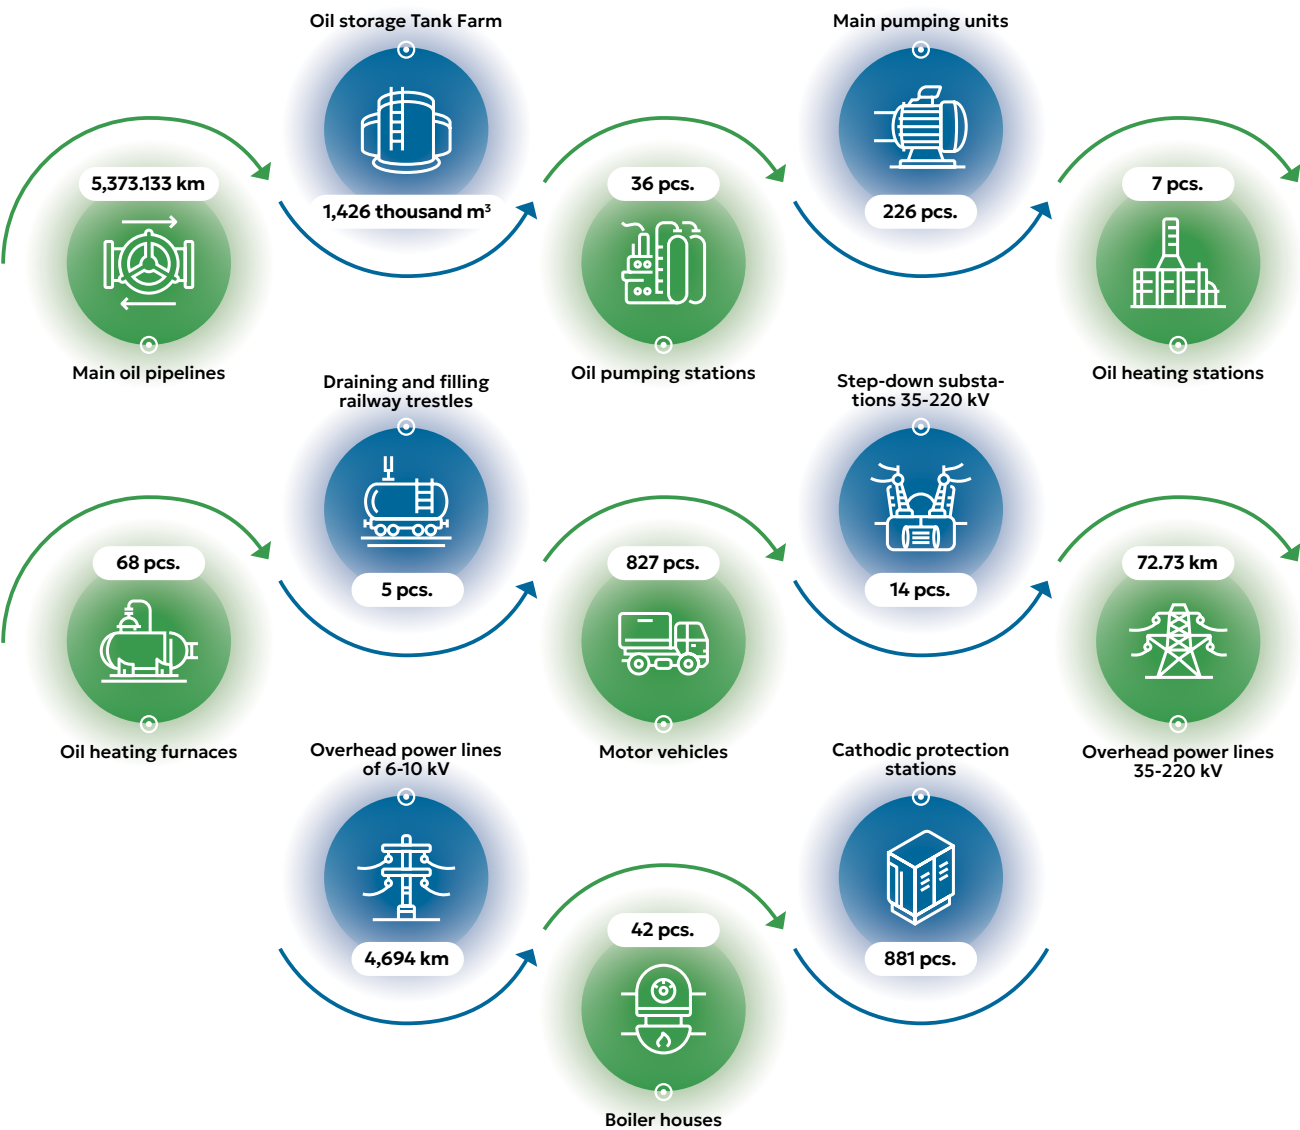 Oil storage Tank Farm
Main pumping units
5,373.133 km
36 pcs.
7 pcs.
1,426 thousand m³
226 pcs.
Main oil pipelines
Oil pumping stations
Oil heating stations
Draining and filling
railway trestles
Step-down substa-
tions 35-220 kV
68 pcs.
827 pcs.
72.73 km
5 pcs.
14 pcs.
Oil heating furnaces
Motor vehicles
Overhead power lines
35-220 kV
Overhead power lines
of 6-10 kV
Cathodic protection
stations
42 pcs.
4,694 km
881 pcs.
Boiler houses